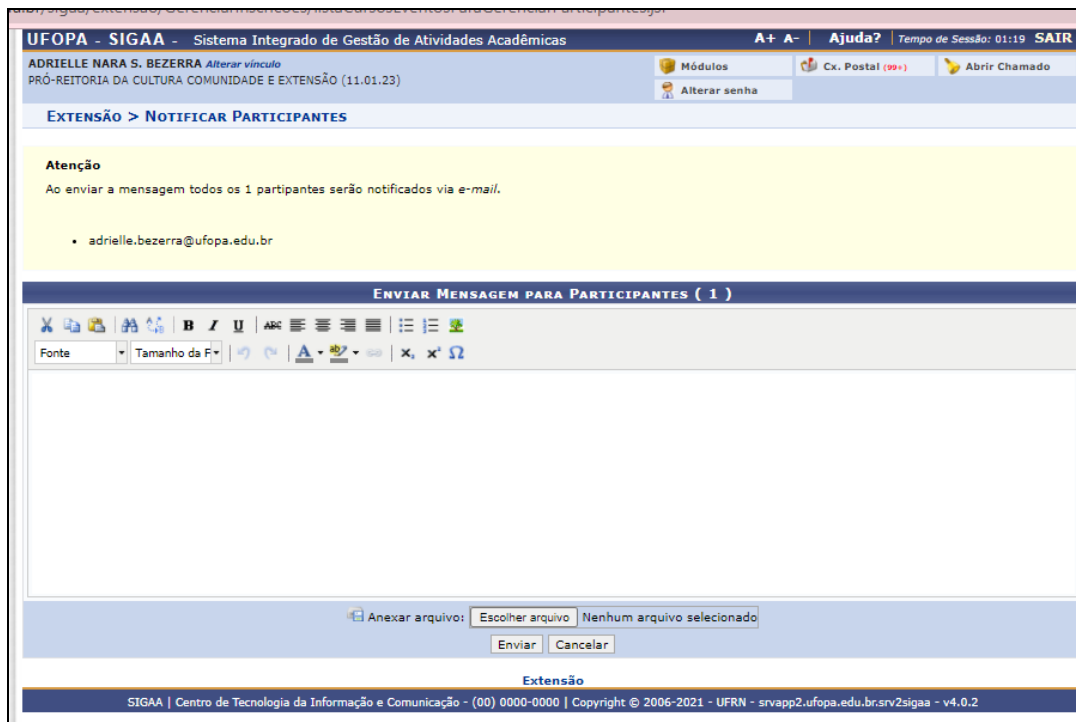 UFOPA - SIGAA - Sistema Integrado de Gestão de Atividades Acadêmicas A+ A- | Ajuda? | Tempo de Sessão: 01:19 SAIR
ADRIELLE NARA S. BEZERRA Alterar vínculo
PRÓ-REITORIA DA CULTURA COMUNIDADE E EXTENSÃO (11.01.23)
Módulos Cx. Postal (99+) Abrir Chamado
Alterar senha
EXTENSÃO > NOTIFICAR PARTICIPANTES
Atenção
Ao enviar a mensagem todos os 1 partipantes serão notificados via e-mail.
• adrielle.bezerra@ufopa.edu.br
ENVIAR MENSAGEM PARA PARTICIPANTES ( 1 )
B I U ABC
Fonte Tamanho da F A ab x, x² Ω
Anexar arquivo: Escolher arquivo Nenhum arquivo selecionado
Enviar Cancelar
Extensão
SIGAA | Centro de Tecnologia da Informação e Comunicação - (00) 0000-0000 | Copyright © 2006-2021 - UFRN - srvapp2.ufopa.edu.br.srv2sigaa - v4.0.2